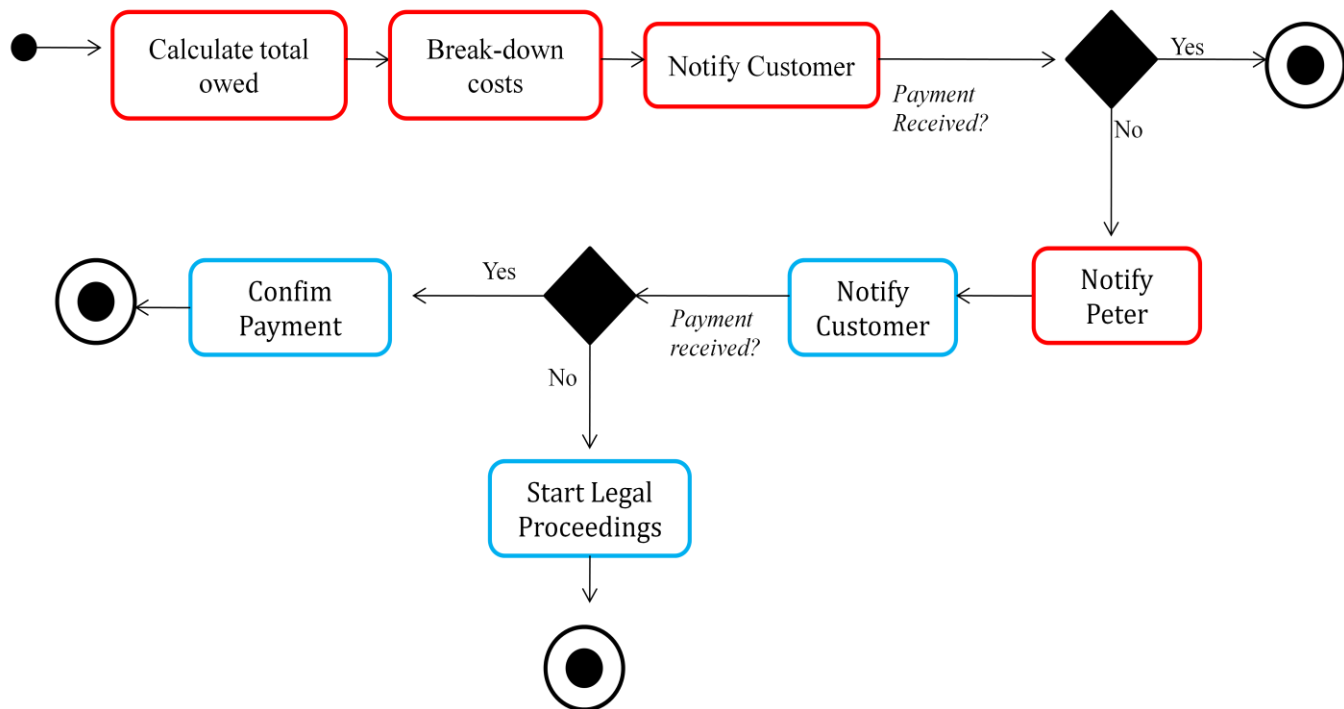 Calculate total
owed
Break-down
costs
Notify Customer
Payment
Received?
Yes
No
Notify
Peter
Notify
Customer
Payment
received?
Yes
Confim
Payment
No
Start Legal
Proceedings